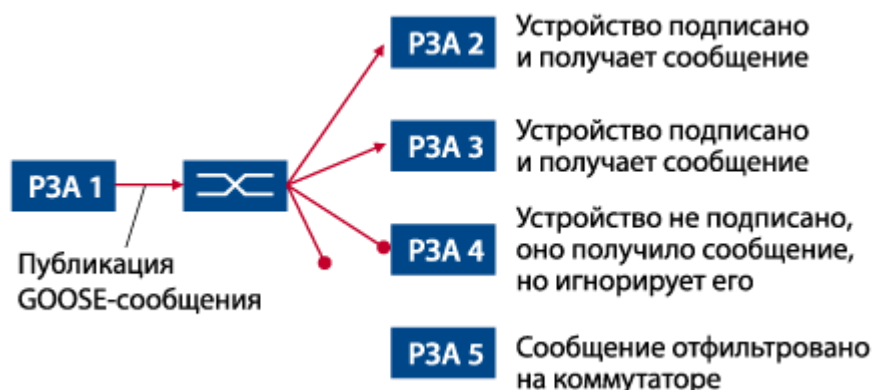 РЗА 2
Устройство подписано
и получает сообщение
РЗА 3
Устройство подписано
и получает сообщение
РЗА 1
РЗА 4
Устройство не подписано,
оно получило сообщение,
но игнорирует его
Публикация
GOOSE-сообщения
РЗА 5
Сообщение отфильтровано
на коммутаторе